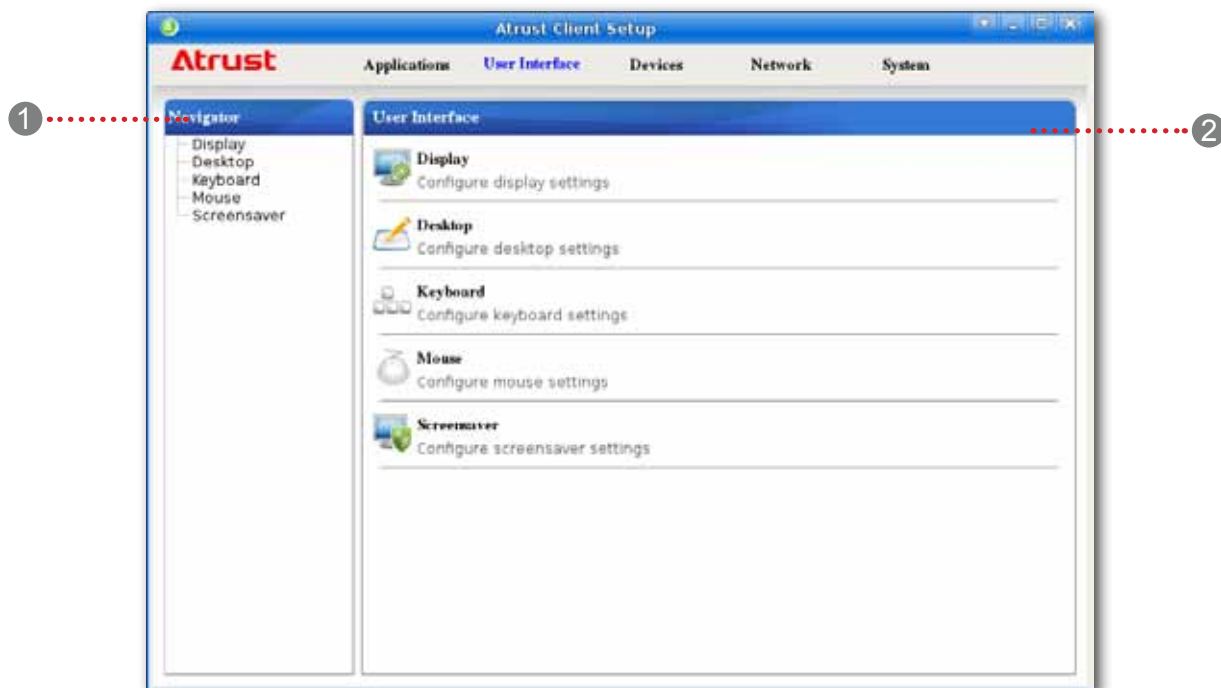 Atrust Client Setup
Atrust Applications User Interface Devices Network System
1
Navigator
Display
Desktop
Keyboard
Mouse
Screensaver
User Interface
2
Display
Configure display settings
Desktop
Configure desktop settings
Keyboard
Configure keyboard settings
Mouse
Configure mouse settings
Screensaver
Configure screensaver settings